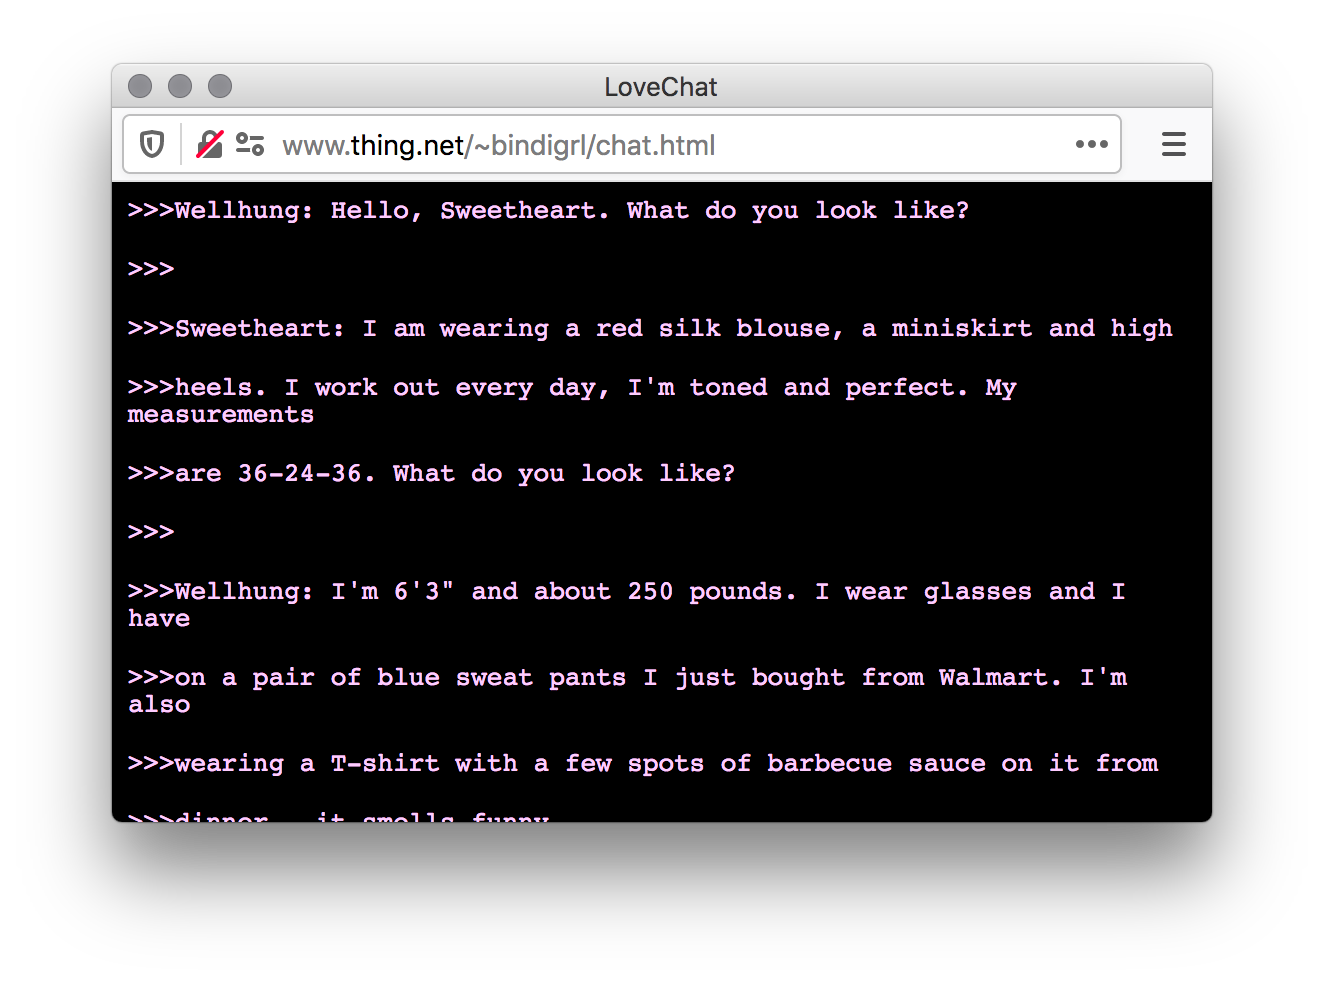 LoveChat
www.thing.net/~bindigrl/chat.html
>>>Wellhung: Hello, Sweetheart. What do you look like?
>>>
>>>Sweetheart: I am wearing a red silk blouse, a miniskirt and high
>>>heels. I work out every day, I'm toned and perfect. My
measurements
>>>are 36-24-36. What do you look like?
>>>
>>>Wellhung: I'm 6'3" and about 250 pounds. I wear glasses and I
have
>>>on a pair of blue sweat pants I just bought from Walmart. I'm
also
>>>wearing a T-shirt with a few spots of barbecue sauce on it from
>>>dinner...it smells funny.